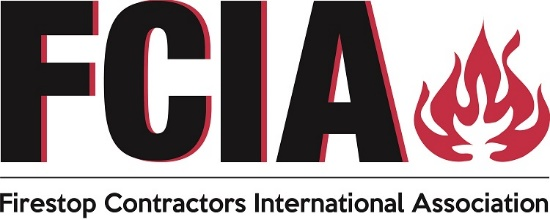 FCIA
Firestop Contractors International Association